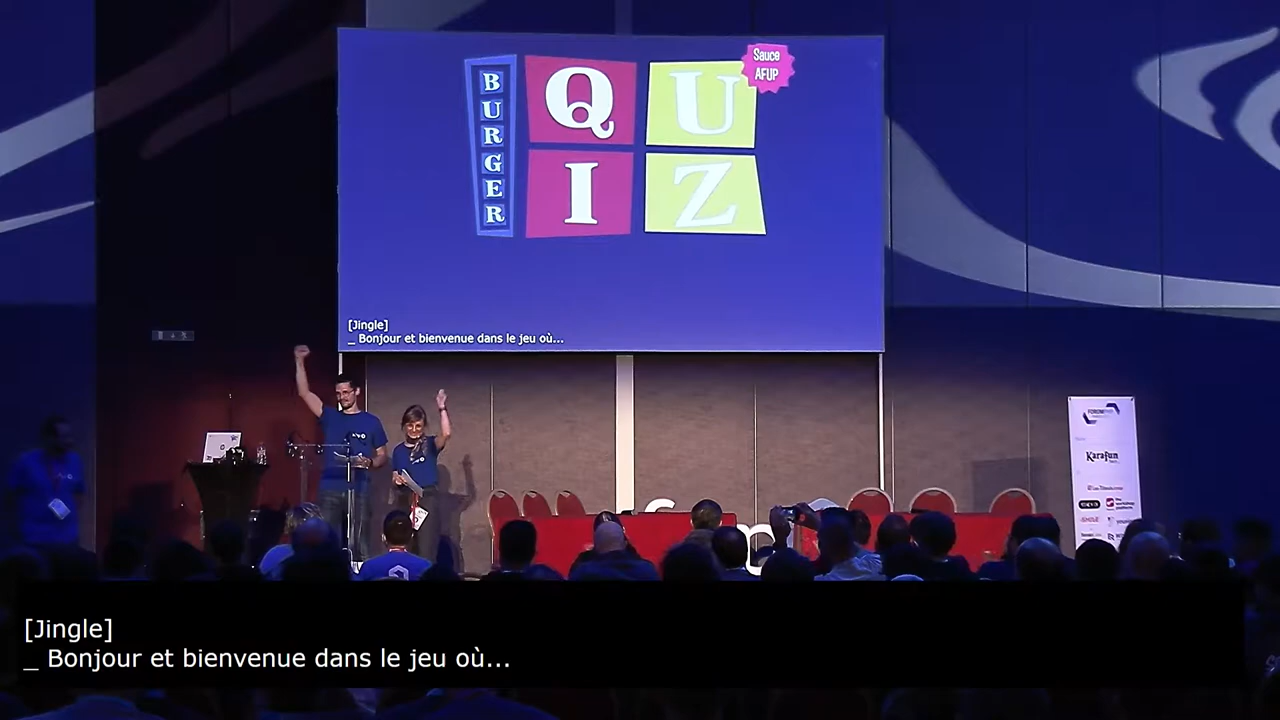 BURGER
QU
IZ
Sauce
AFUP
[Jingle]
_ Bonjour et bienvenue dans le jeu où...
FORUMPHP
Karafun
[Jingle]
_ Bonjour et bienvenue dans le jeu où...